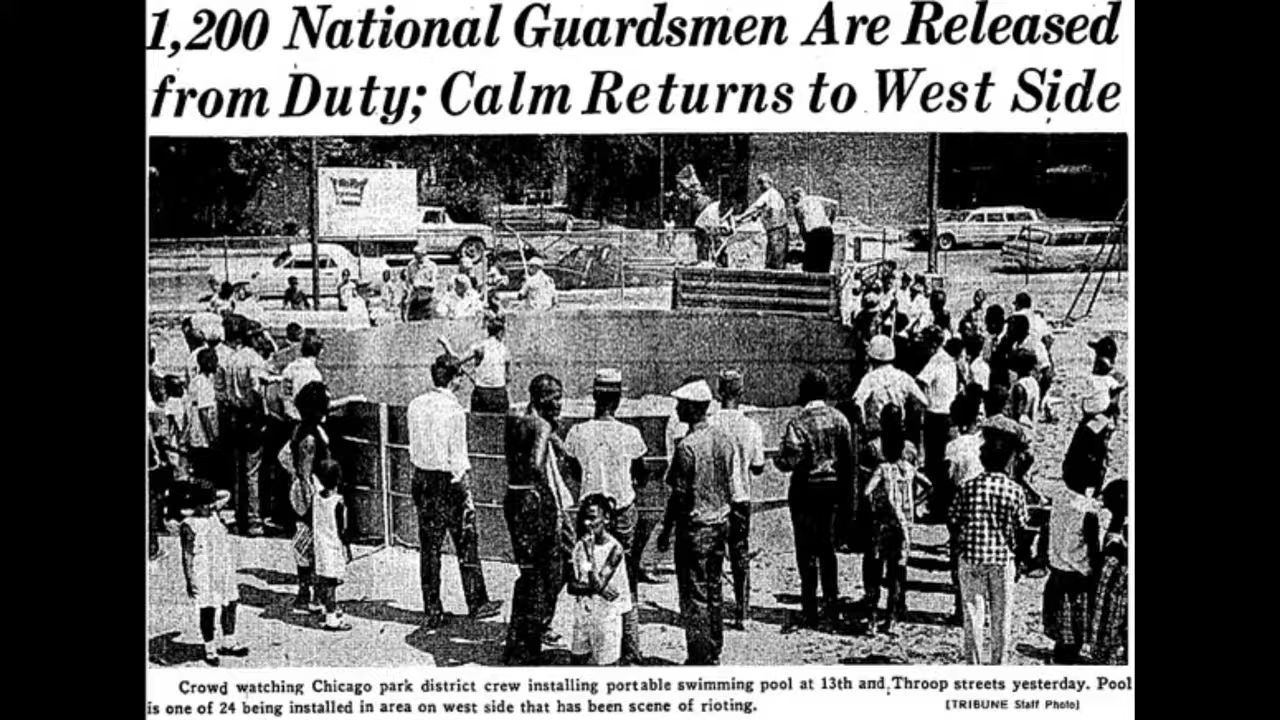 1,200 National Guardsmen Are Released
from Duty; Calm Returns to West Side
Crowd watching Chicago park district crew installing portable swimming pool at 13th and Throop streets yesterday. Pool
is one of 24 being installed in area on west side that has been scene of rioting.
[TRIBUNE Staff Photo]